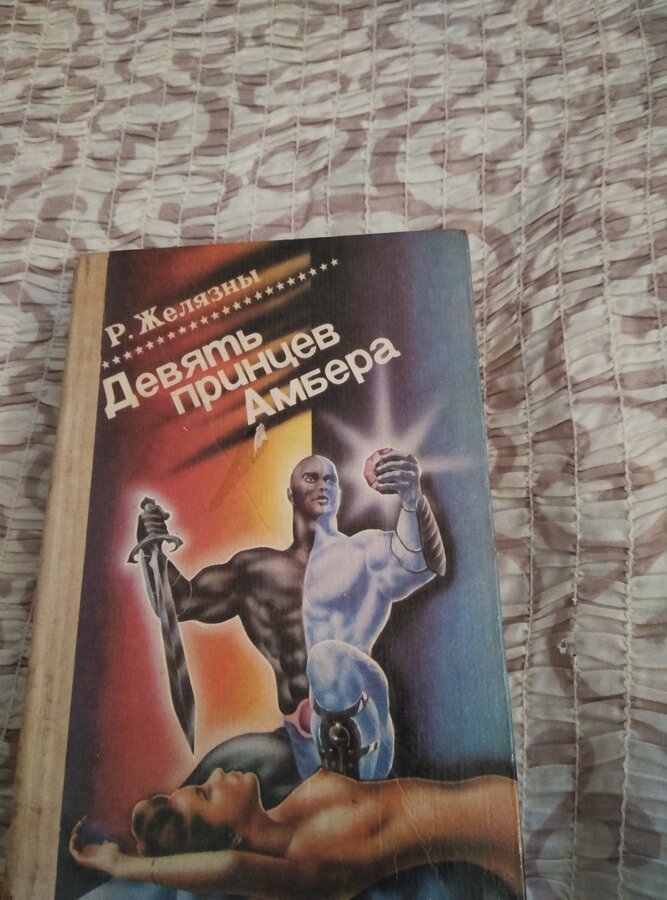 Р. Желязны
Девять
принцев
Амбера